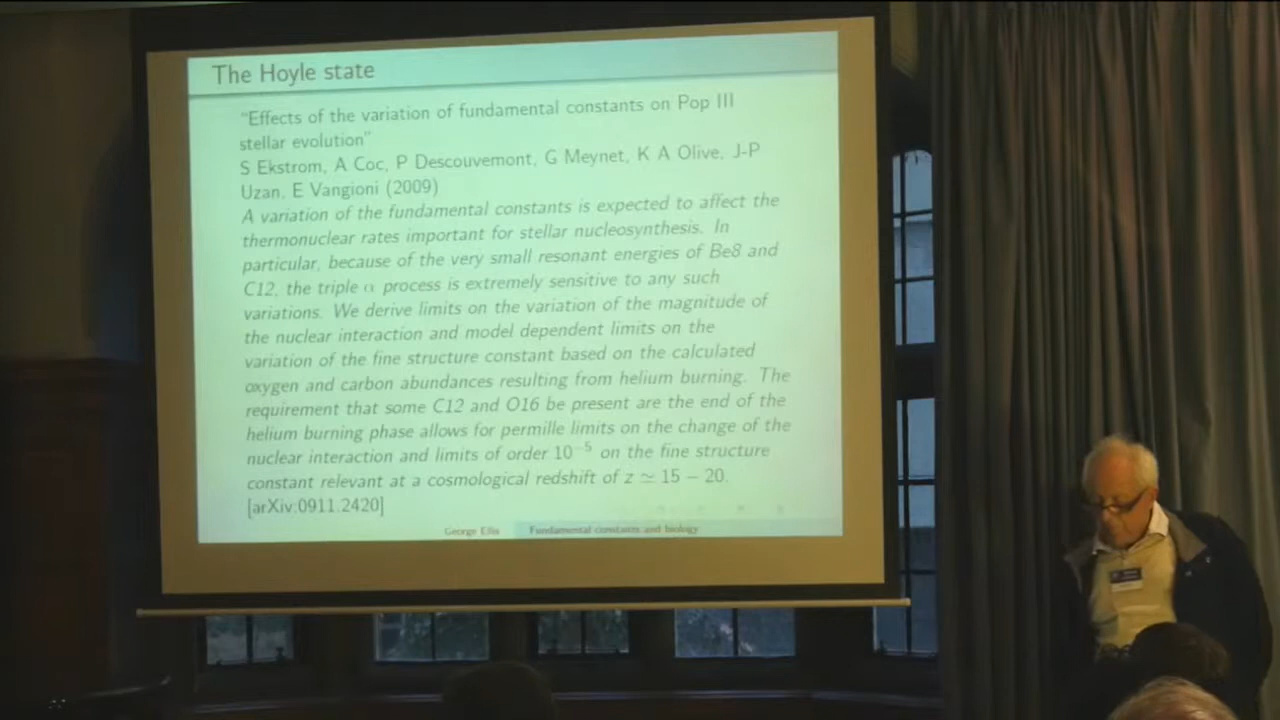 The Hoyle state
"Effects of the variation of fundamental constants on Pop III
stellar evolution"
S Ekstrom, A Coc, P Descouvemont, G Meynet, K A Olive, J-P
Uzan, E Vangioni (2009)
A variation of the fundamental constants is expected to affect the
thermonuclear rates important for stellar nucleosynthesis. In
particular, because of the very small resonant energies of Be8 and
C12, the triple α process is extremely sensitive to any such
variations. We derive limits on the variation of the magnitude of
the nuclear interaction and model dependent limits on the
variation of the fine structure constant based on the calculated
oxygen and carbon abundances resulting from helium burning. The
requirement that some C12 and O16 be present are the end of the
helium burning phase allows for permille limits on the change of the
nuclear interaction and limits of order 10⁻⁵ on the fine structure
constant relevant at a cosmological redshift of z ≃ 15 − 20.
[arXiv:0911.2420]
George Ellis Fundamental constants and biology